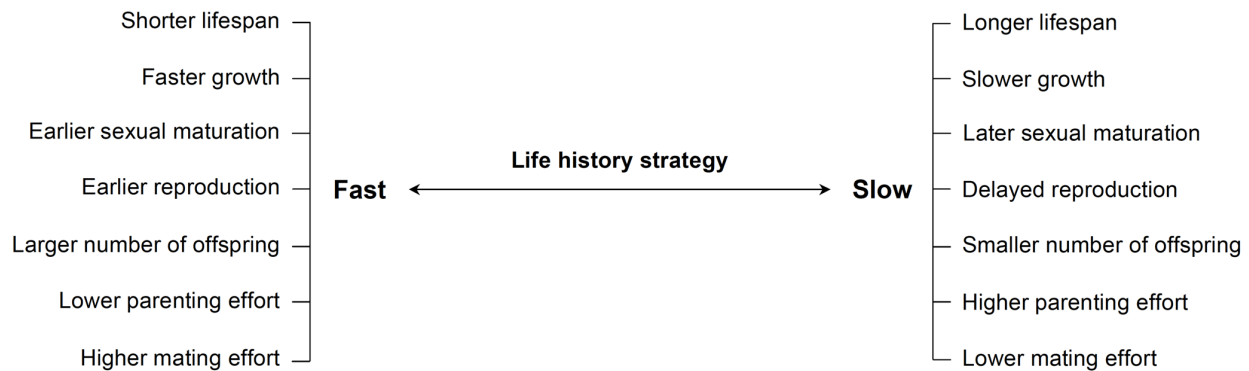 Shorter lifespan
Faster growth
Earlier sexual maturation
Earlier reproduction
Larger number of offspring
Lower parenting effort
Higher mating effort
Fast
Life history strategy
Slow
Longer lifespan
Slower growth
Later sexual maturation
Delayed reproduction
Smaller number of offspring
Higher parenting effort
Lower mating effort